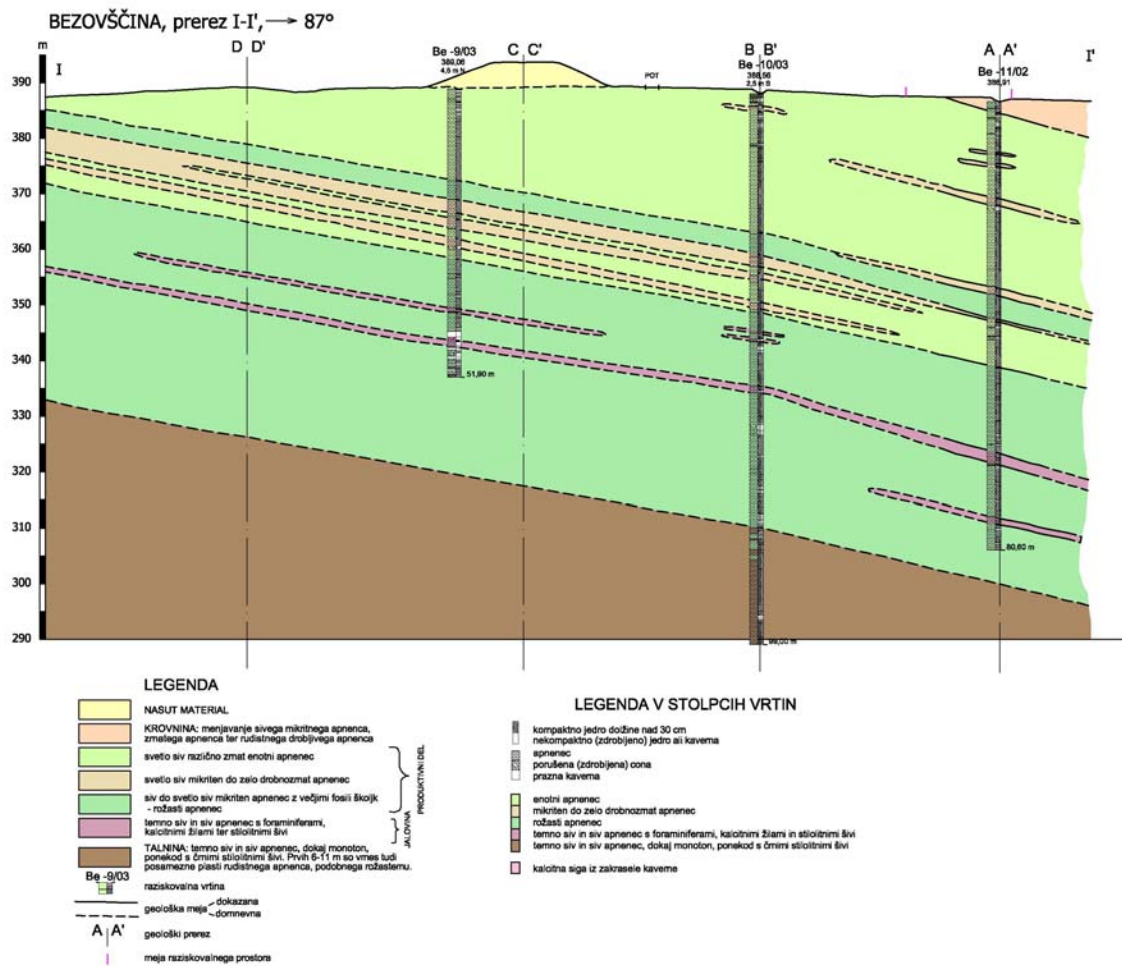 BEZOVŠČINA, prerez I-I', → 87°
m
I
D D'
Be -9/03
389,06
4,5 m N
C C'
POT
B B'
Be -10/03
388,56
2,5 m S
A A'
Be -11/02
386,91
I'
390
380
370
360
350
340
330
320
310
300
290
51,90 m
99,00 m
80,60 m
LEGENDA
NASUT MATERIAL
KROVNINA: menjavanje sivega mikritnega apnenca,
zrnatega apnenca ter rudistnega drobljivega apnenca
svetlo siv različno zrnat enotni apnenec
svetlo siv mikriten do zelo drobnozrnat apnenec
siv do svetlo siv mikriten apnenec z večjimi fosili školjk
- rožasti apnenec
PRODUKTIVNI DEL
temno siv in siv apnenec s foraminiferami,
kalcitnimi žilami ter stilolitnimi šivi
JALOVINA
TALNINA: temno siv in siv apnenec, dokaj monoton,
ponekod s črnimi stilolitnimi šivi. Prvih 6-11 m so vmes tudi
posamezne plasti rudistnega apnenca, podobnega rožastemu.
Be -9/03
raziskovalna vrtina
geološka meja
dokazana
domnevna
A A'
geološki prerez
meja raziskovalnega prostora
LEGENDA V STOLPCIH VRTIN
kompaktno jedro dolžine nad 30 cm
nekompaktno (zdrobljeno) jedro ali kaverna
apnenec
porušena (zdrobljena) cona
prazna kaverna
enotni apnenec
mikriten do zelo drobnozrnat apnenec
rožasti apnenec
temno siv in siv apnenec s foraminiferami, kalcitnimi žilami in stilolitnimi šivi
temno siv in siv apnenec, dokaj monoton, ponekod s črnimi stilolitnimi šivi
kalcitna siga iz zakrasele kaverne